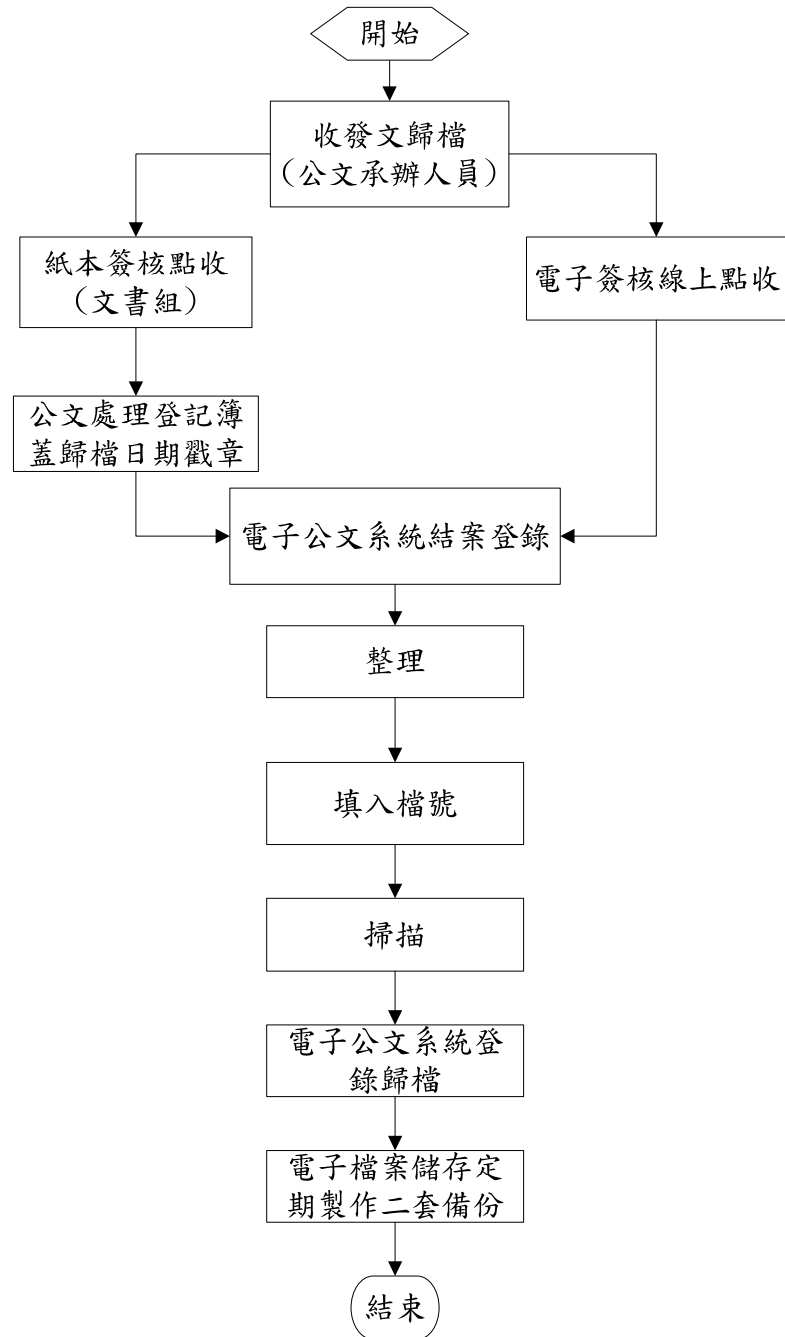 開始
收發文歸檔
（公文承辦人員）
紙本簽核點收
（文書組）
電子簽核線上點收
公文處理登記簿
蓋歸檔日期戳章
電子公文系統結案登錄
整理
填入檔號
掃描
電子公文系統登
錄歸檔
電子檔案儲存定
期製作二套備份
結束